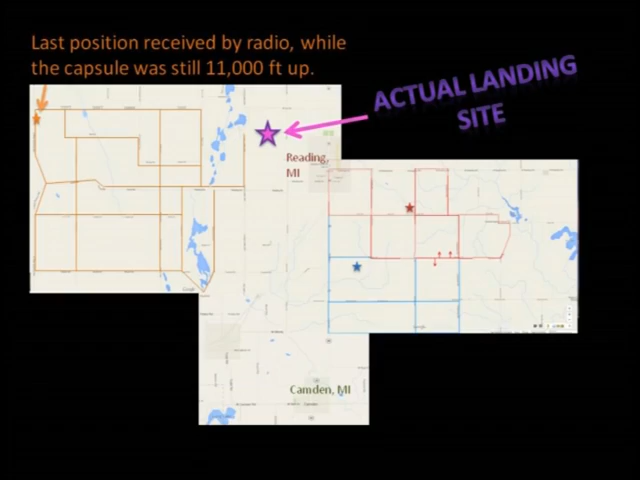 Last position received by radio, while
the capsule was still 11,000 ft up.
ACTUAL LANDING
SITE
Reading,
MI
Google
Camden, MI